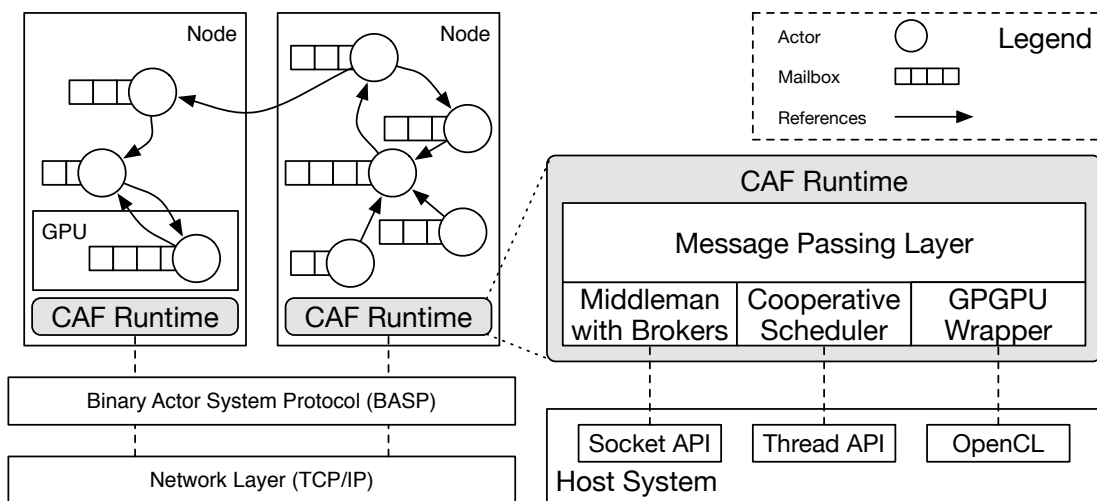 Node
Node
GPU
CAF Runtime
CAF Runtime
Binary Actor System Protocol (BASP)
Network Layer (TCP/IP)
Legend
Actor
Mailbox
References
CAF Runtime
Message Passing Layer
Middleman
with Brokers
Cooperative
Scheduler
GPGPU
Wrapper
Socket API
Thread API
OpenCL
Host System